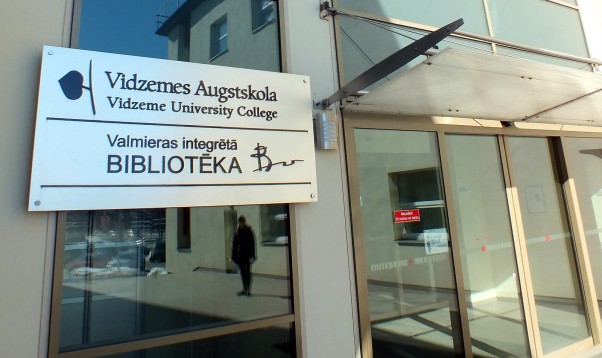 Vidzemes Augstskola
Vidzeme University College
Valmieras integrētā
BIBLIOTĒKA